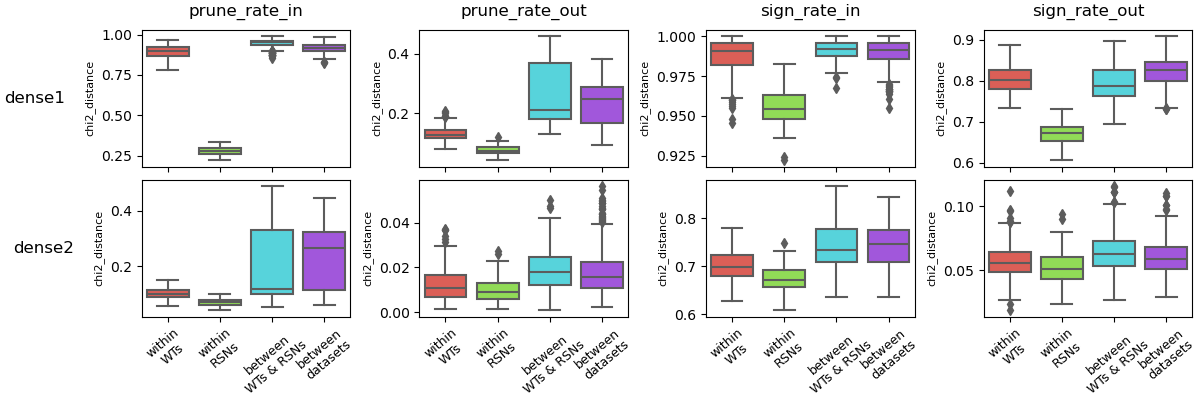 prune_rate_in
prune_rate_out
sign_rate_in
sign_rate_out
dense1
chi2_distance
1.00
0.75
0.50
0.25
chi2_distance
0.4
0.2
chi2_distance
1.000
0.975
0.950
0.925
chi2_distance
0.9
0.8
0.7
0.6
dense2
chi2_distance
0.4
0.2
chi2_distance
0.04
0.02
0.00
chi2_distance
0.8
0.7
0.6
chi2_distance
0.10
0.05
within
WTs
within
RSNs
between
WTs & RSNs
between
datasets
within
WTs
within
RSNs
between
WTs & RSNs
between
datasets
within
WTs
within
RSNs
between
WTs & RSNs
between
datasets
within
WTs
within
RSNs
between
WTs & RSNs
between
datasets